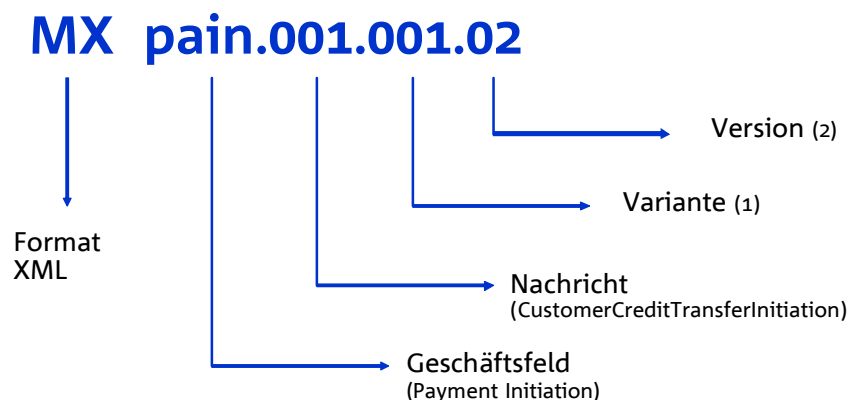 MX pain.001.001.02
Version (2)
Variante (1)
Format
XML
Nachricht
(CustomerCreditTransferInitiation)
Geschäftsfeld
(Payment Initiation)